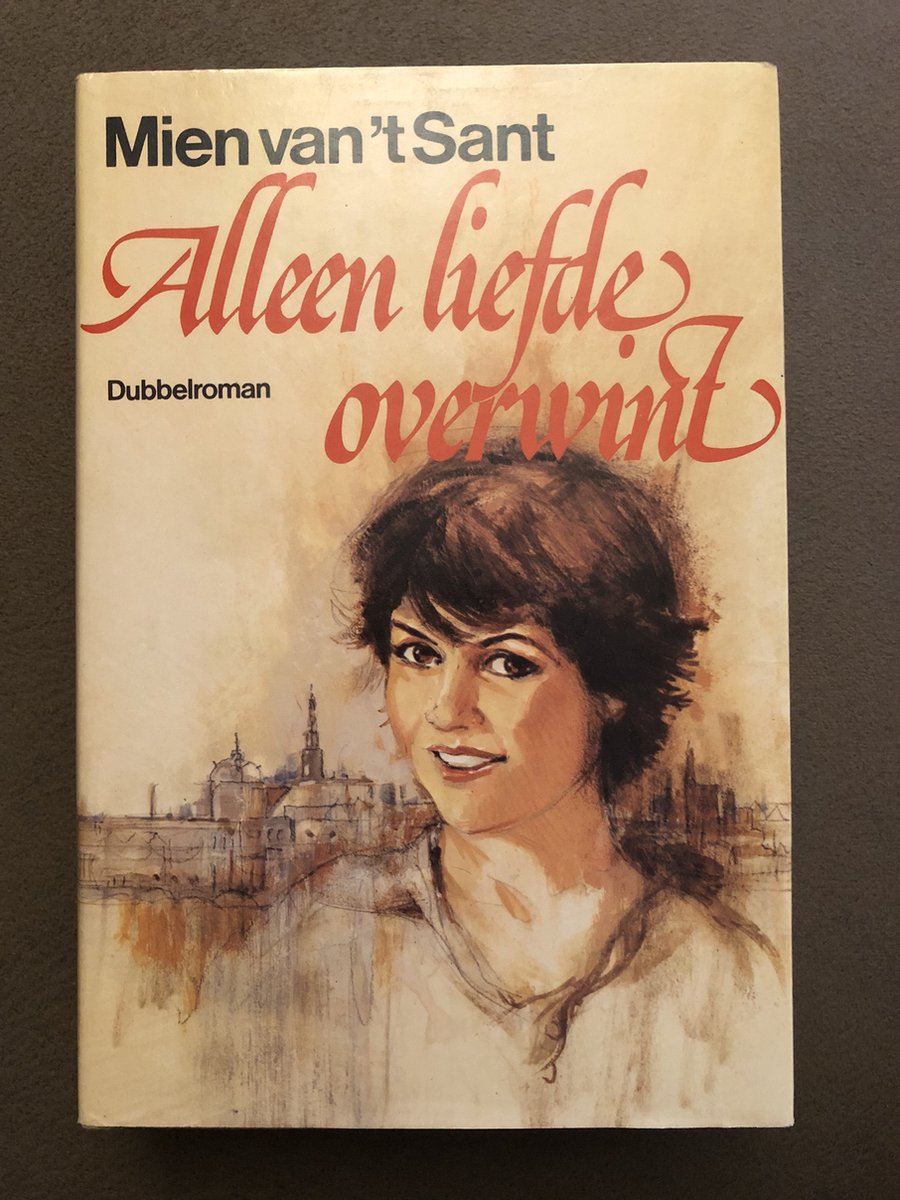 Mien van 't Sant
Alleen liefde
overwint
Dubbelroman